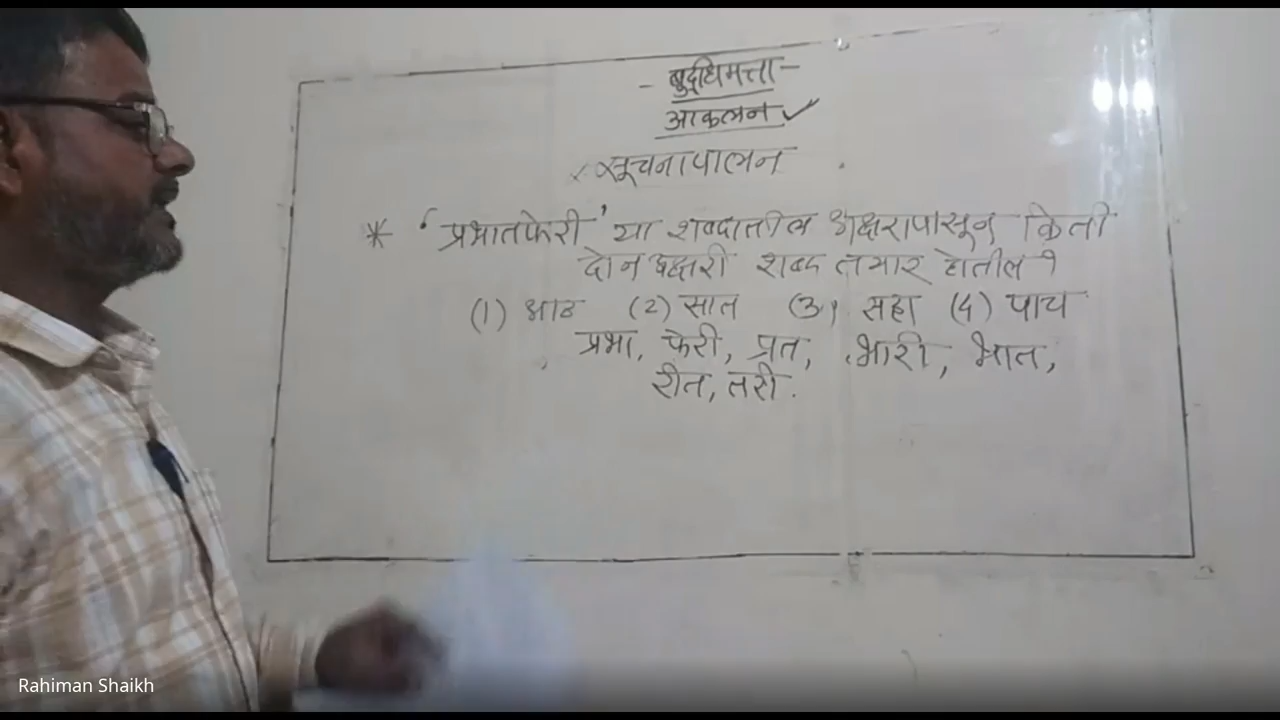 - बुद्धिमत्ता -
आकलन ✓
सूचनापालन
* ' प्रभातफेरी ' या शब्दातील अक्षरापासून किती
दोन अक्षरी शब्द तयार होतील ?
(1) आठ (2) सात (3) सहा (4) पाच
प्रभा, फेरी, प्रत, भारी, भात,
रीत, तरी.
Rahiman Shaikh